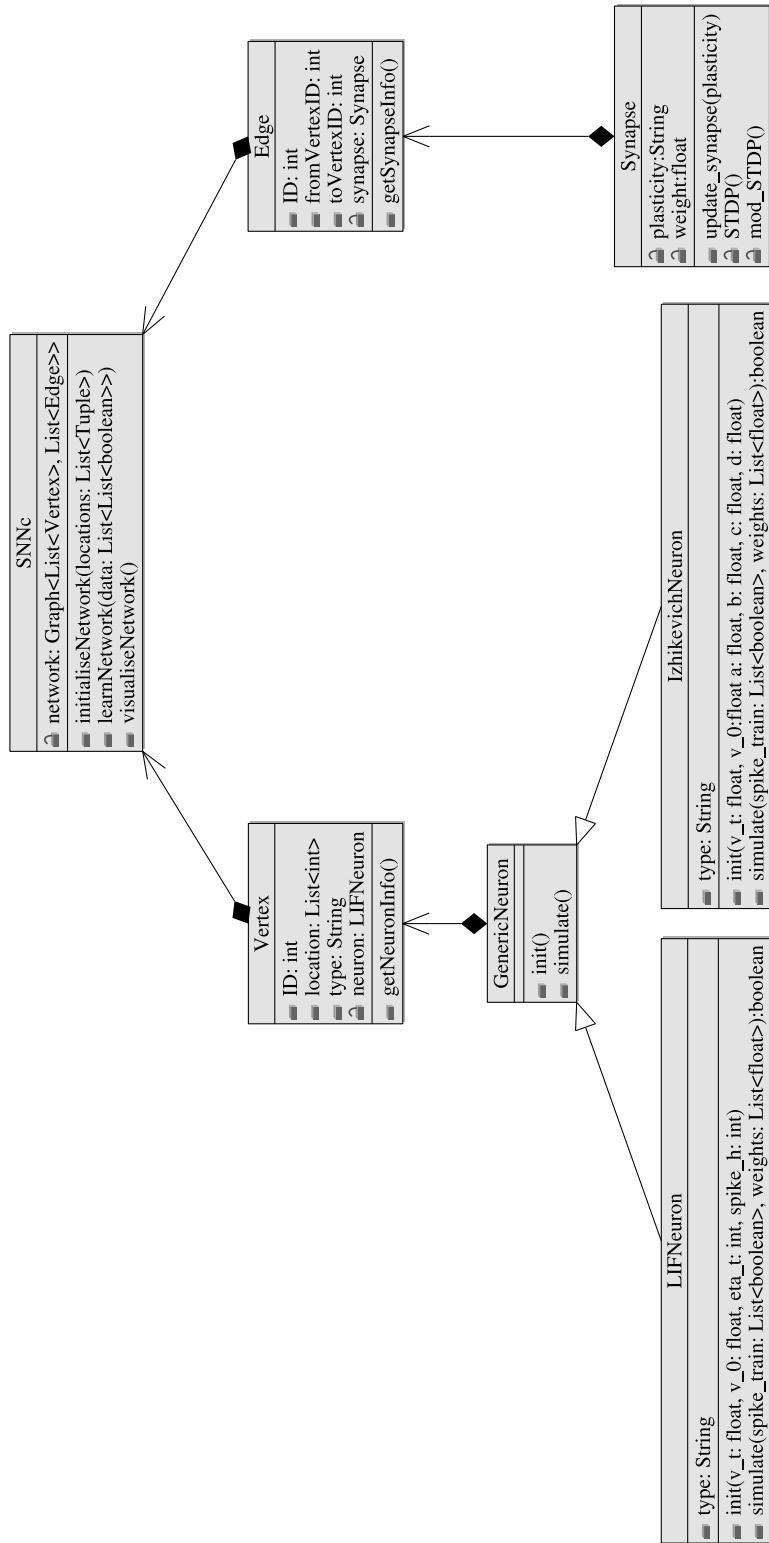 SNNc
network: Graph<List<Vertex>, List<Edge>>
initialiseNetwork(locations: List<Tuple>)
learnNetwork(data: List<List<boolean>>)
visualiseNetwork()
Vertex
ID: int
location: List<int>
type: String
neuron: LIFNeuron
getNeuronInfo()
Edge
ID: int
fromVertexID: int
toVertexID: int
synapse: Synapse
getSynapseInfo()
GenericNeuron
init()
simulate()
LIFNeuron
type: String
init(v_t: float, v_0: float, eta_t: int, spike_h: int)
simulate(spike_train: List<boolean>, weights: List<float>):boolean
IzhikevichNeuron
type: String
init(v_t: float, v_0:float a: float, b: float, c: float, d: float)
simulate(spike_train: List<boolean>, weights: List<float>):boolean
Synapse
plasticity:String
weight:float
update_synapse(plasticity)
STDP()
mod_STDP()